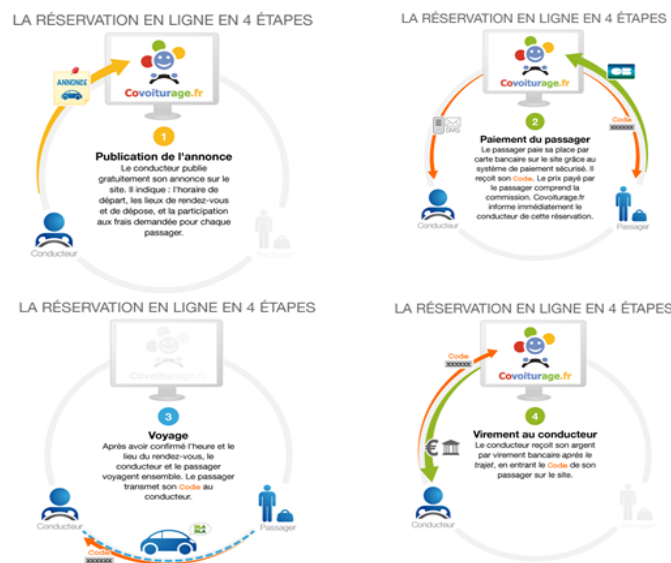 LA RÉSERVATION EN LIGNE EN 4 ÉTAPES
ANNONCE
Covoiturage.fr
1
Publication de l'annonce
Le conducteur publie
gratuitement son annonce sur le
site. Il indique : l'horaire de
départ, les lieux de rendez-vous
et de dépose, et la participation
aux frais demandée pour chaque
passager.
Conducteur
Passager
LA RÉSERVATION EN LIGNE EN 4 ÉTAPES
Covoiturage.fr
CB
SMS
Code
XXXXXX
2
Paiement du passager
Le passager paie sa place par
carte bancaire sur le site grâce au
système de paiement sécurisé. Il
reçoit son Code. Le prix payé par
le passager comprend la
commission. Covoiturage.fr
informe immédiatement le
conducteur de cette réservation.
Conducteur
Passager
LA RÉSERVATION EN LIGNE EN 4 ÉTAPES
Covoiturage.fr
3
Voyage
Après avoir confirmé l'heure et le
lieu du rendez-vous, le
conducteur et le passager
voyagent ensemble. Le passager
transmet son Code au
conducteur.
Conducteur
Passager
BLA
BLA
Code
XXXXXX
LA RÉSERVATION EN LIGNE EN 4 ÉTAPES
Code
XXXXXX
Covoiturage.fr
4
Virement au conducteur
Le conducteur reçoit son argent
par virement bancaire après le
trajet, en entrant le Code de son
passager sur le site.
€
Conducteur